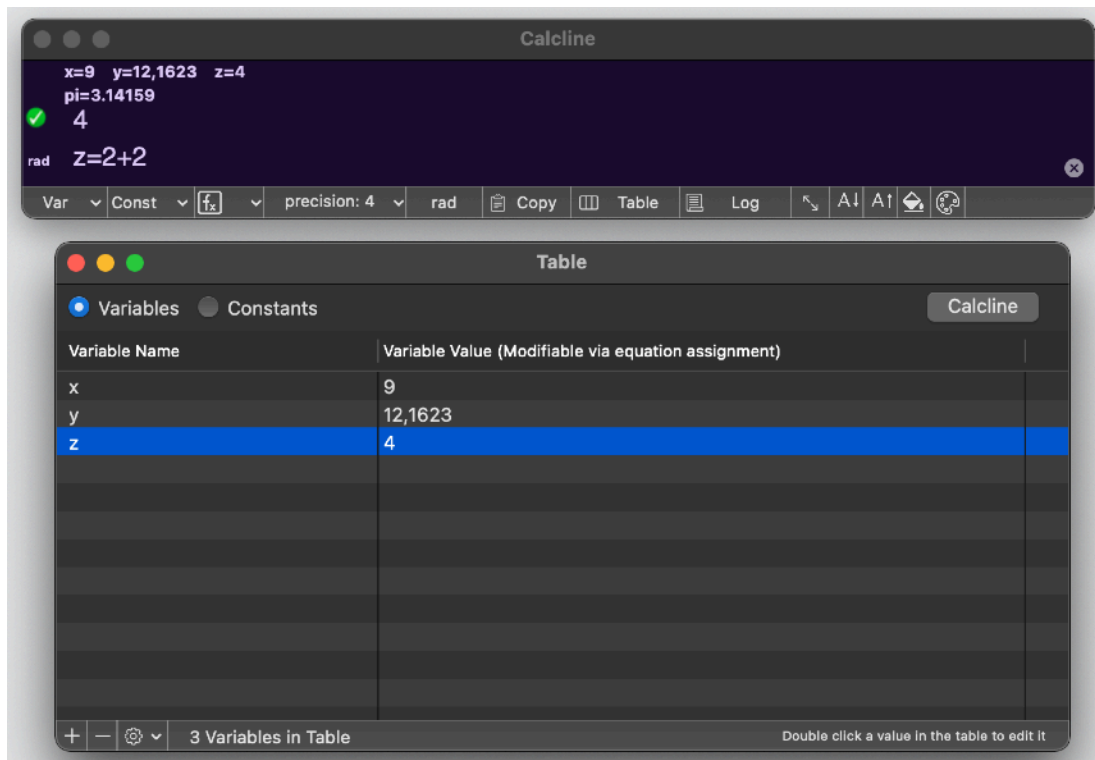 Calcline
x=9 y=12,1623 z=4
pi=3.14159
4
rad z=2+2
Var Const fx precision: 4 rad Copy Table Log A A
Table
Variables Constants Calcline
Variable Name Variable Value (Modifiable via equation assignment)
x 9
y 12,1623
z 4
3 Variables in Table Double click a value in the table to edit it